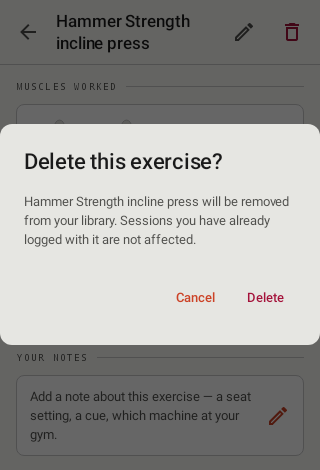 Hammer Strength
incline press
MUSCLES WORKED
Delete this exercise?
Hammer Strength incline press will be removed
from your library. Sessions you have already
logged with it are not affected.
Cancel Delete
YOUR NOTES
Add a note about this exercise — a seat
setting, a cue, which machine at your
gym.